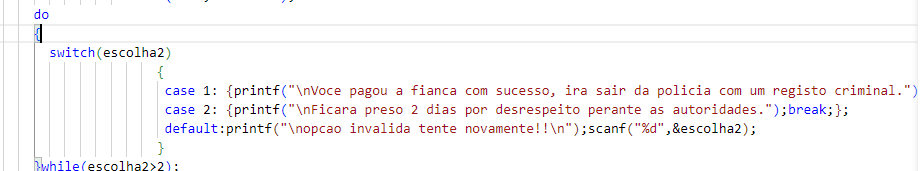 do
{
switch(escolha2)
{
case 1: {printf("\nVoce pagou a fianca com sucesso, ira sair da policia com um registo criminal.")
case 2: {printf("\nFicara preso 2 dias por desrespeito perante as autoridades.");break;};
default:printf("\nopcao invalida tente novamente!!\n");scanf("%d",&escolha2);
}
}while(escolha2>2);